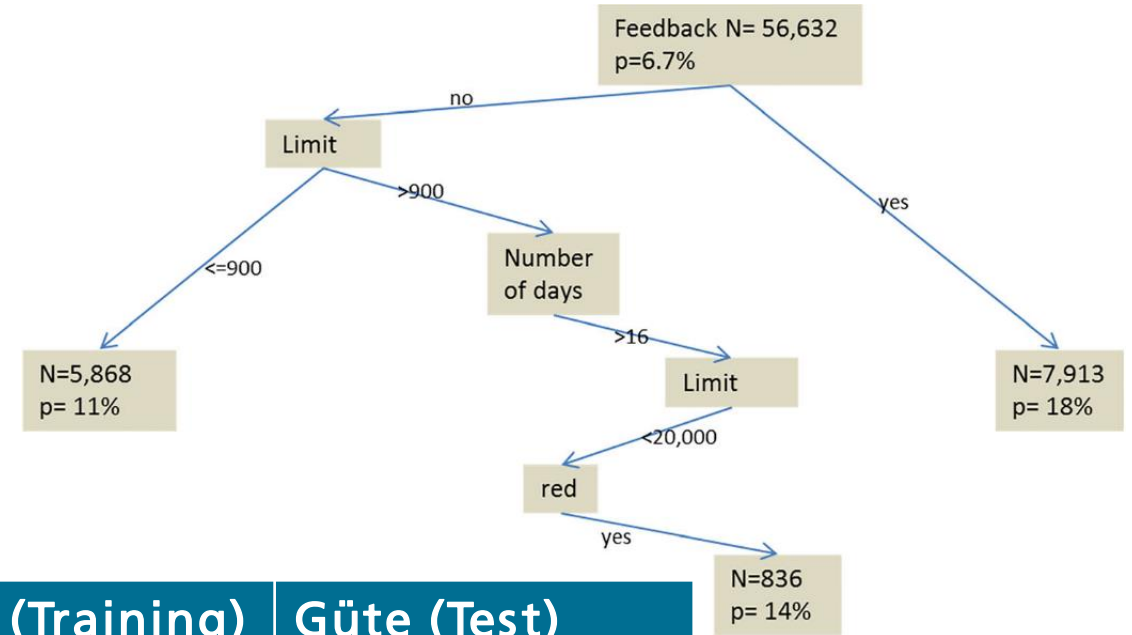 Feedback N= 56,632
p=6.7%
no
Limit
>900
yes
Number
of days
<=900
>16
N=5,868
p= 11%
Limit
N=7,913
p= 18%
<20,000
red
yes
N=836
p= 14%
(Training)
Güte (Test)